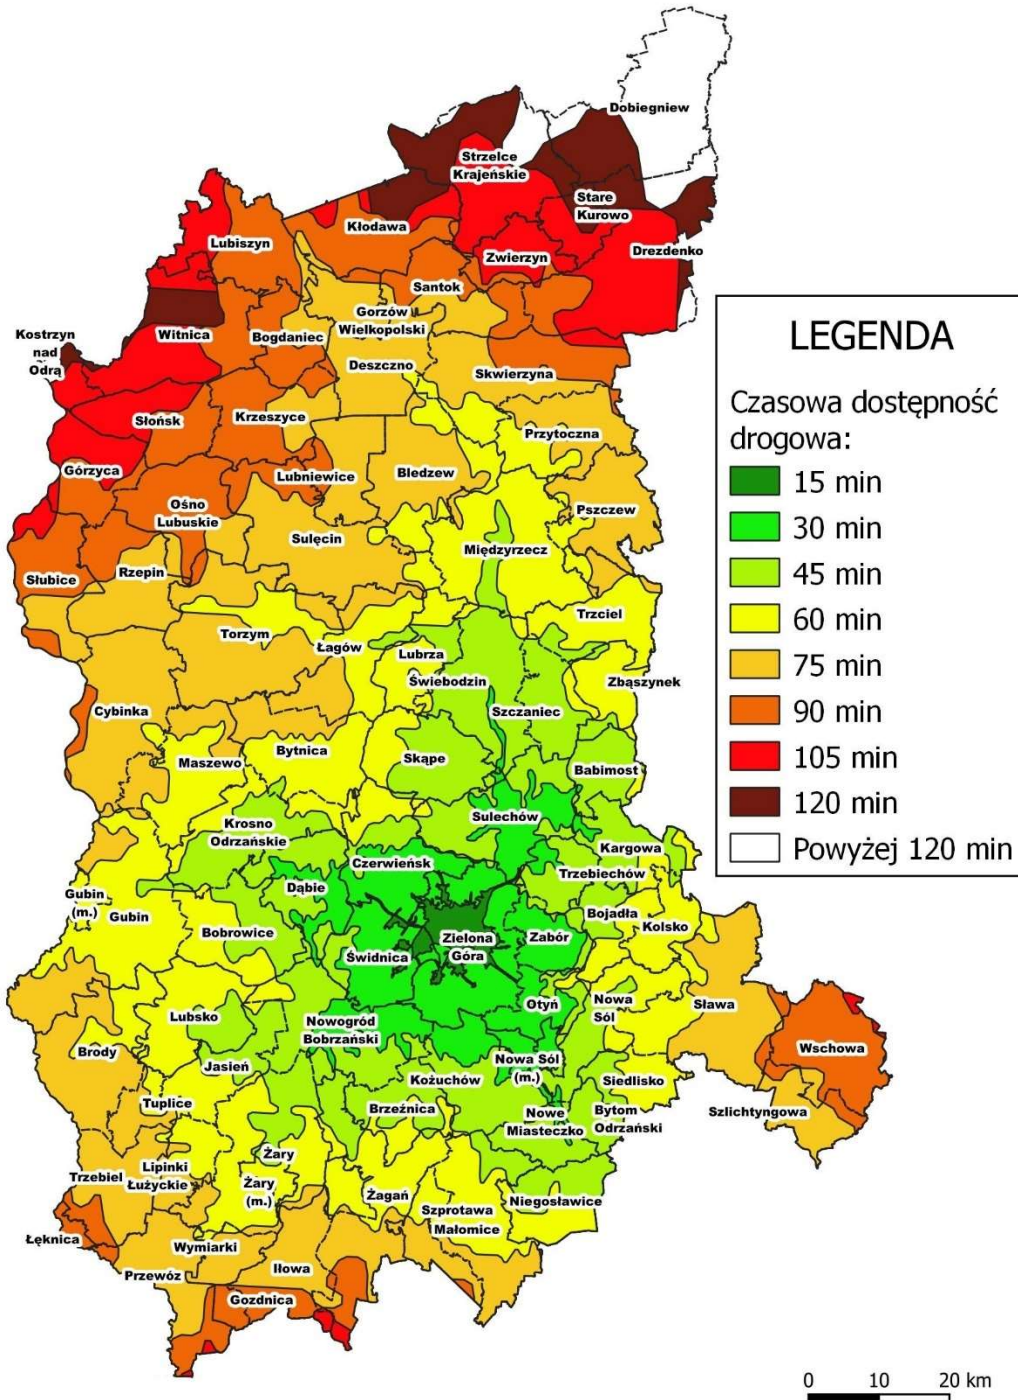 Dobiegniew
Strzelce
Krajeńskie
Stare
Kurowo
Kłodawa
Lubiszyn
Zwierzyn
Drezdenko
Santok
Gorzów
Wielkopolski
Witnica
Bogdaniec
Kostrzyn
nad
Odrą
Deszczno
Skwierzyna
Krzeszyce
Słońsk
Przytoczna
Górzyca
Lubniewice
Bledzew
Pszczew
Ośno
Lubuskie
Sulęcin
Międzyrzecz
Rzepin
Słubice
Trzciel
Torzym
Łagów
Lubrza
Świebodzin
Zbąszynek
Cybinka
Szczaniec
Maszewo
Bytnica
Skąpe
Babimost
Krosno
Odrzańskie
Sulechów
Kargowa
Czerwieńsk
Trzebiechów
Dąbie
Gubin
(m.)
Gubin
Bojadła
Kolsko
Bobrowice
Zielona
Góra
Zabór
Świdnica
Otyń
Nowa
Sól
Sława
Lubsko
Nowogród
Bobrzański
Brody
Jasień
Nowa Sól
(m.)
Wschowa
Kożuchów
Siedlisko
Tuplice
Brzeźnica
Nowe
Miasteczko
Bytom
Odrzański
Szlichtyngowa
Żary
Lipinki
Łużyckie
Trzebiel
Żary
(m.)
Żagań
Szprotawa
Małomice
Niegosławice
Łęknica
Wymiarki
Przewóz
Iłowa
Gozdnica
LEGENDA
Czasowa dostępność
drogowa:
15 min
30 min
45 min
60 min
75 min
90 min
105 min
120 min
Powyżej 120 min
0 10 20 km